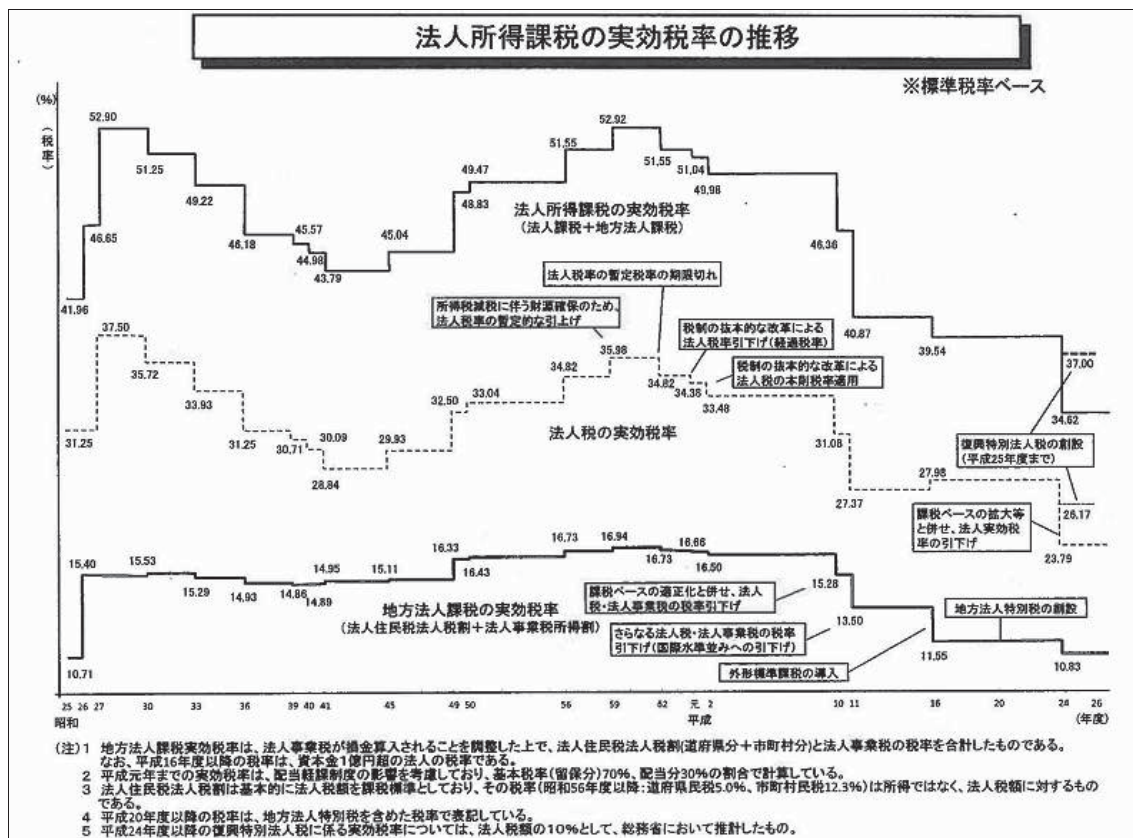 法人所得課税の実効税率の推移
※標準税率ベース
(%)
(税率)
52.90
51.25
49.22
46.65
41.96
46.18
45.57
44.98
43.79
45.04
49.47
48.83
51.55
52.92
51.55
51.04
49.98
46.36
40.87
39.54
37.00
34.62
法人所得課税の実効税率
(法人課税+地方法人課税)
法人税率の暫定税率の期限切れ
所得税減税に伴う財源確保のため、
法人税率の暫定的な引上げ
税制の抜本的な改革による
法人税率引下げ(経過税率)
税制の抜本的な改革による
法人税の本則税率適用
37.50
35.72
33.93
31.25
31.25
30.71
30.09
28.84
29.93
32.50
33.04
34.82
35.98
34.82
34.38
33.48
31.08
27.37
27.98
26.17
23.79
法人税の実効税率
復興特別法人税の創設
(平成25年度まで)
課税ベースの拡大等
と併せ、法人実効税
率の引下げ
15.40
10.71
15.53
15.29
14.93
14.86
14.95
14.89
15.11
16.33
16.43
16.73
16.94
16.73
16.66
16.50
15.28
13.50
11.55
10.83
地方法人課税の実効税率
(法人住民税法人税割+法人事業税所得割)
課税ベースの適正化と併せ、法人
税・法人事業税の税率引下げ
さらなる法人税・法人事業税の税率
引下げ(国際水準並みへの引下げ)
外形標準課税の導入
地方法人特別税の創設
25 26 27 30 33 36 39 40 41 45 49 50 56 59 62 元 2 10 11 16 20 24 26
昭和 平成 (年度)
(注)1 地方法人課税実効税率は、法人事業税が損金算入されることを調整した上で、法人住民税法人税割(道府県分+市町村分)と法人事業税の税率を合計したものである。
なお、平成16年度以降の税率は、資本金1億円超の法人の税率である。
2 平成元年までの実効税率は、配当軽課制度の影響を考慮しており、基本税率(留保分)70%、配当分30%の割合で計算している。
3 法人住民税法人税割は基本的に法人税額を課税標準としており、その税率(昭和56年度以降:道府県民税5.0%、市町村民税12.3%)は所得ではなく、法人税額に対するもの
である。
4 平成20年度以降の税率は、地方法人特別税を含めた税率で表記している。
5 平成24年度以降の復興特別法人税に係る実効税率については、法人税額の10%として、総務省において推計したもの。